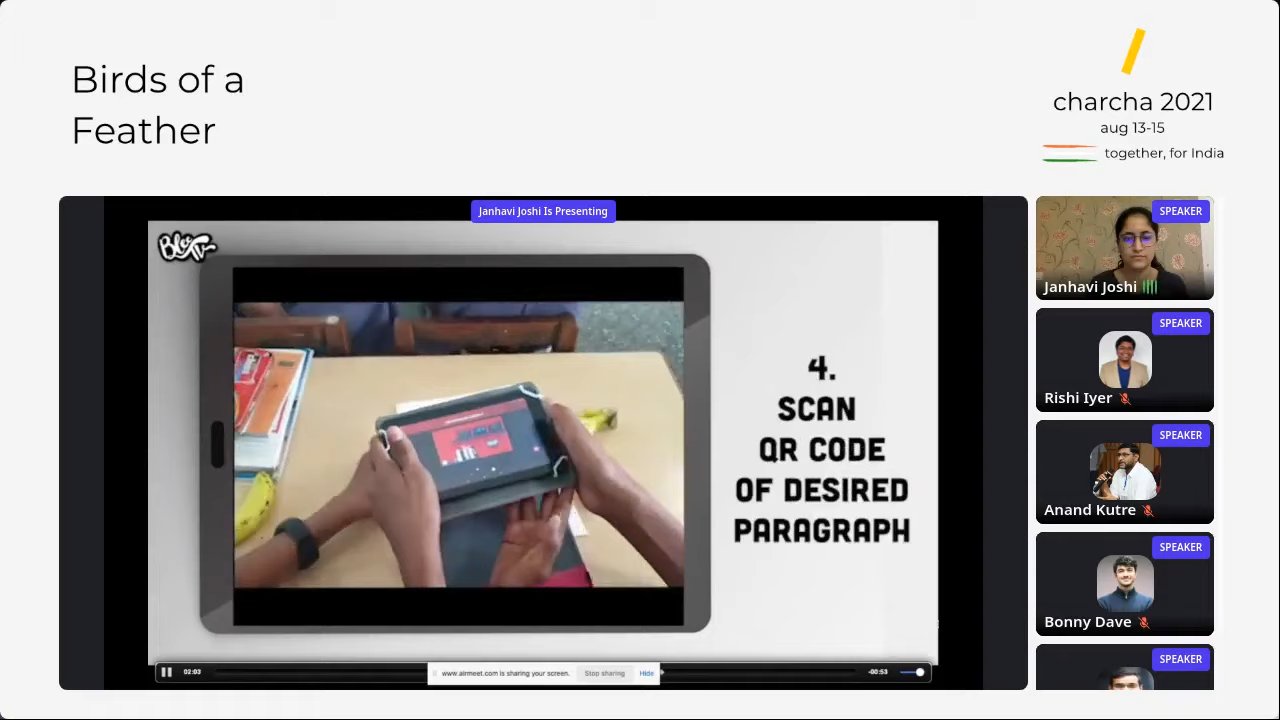 Birds of a
Feather
charcha 2021
aug 13-15
together, for India
Janhavi Joshi Is Presenting
4.
SCAN
QR CODE
OF DESIRED
PARAGRAPH
02:03
www.airmeet.com is sharing your screen.
Stop sharing
Hide
-00:53
SPEAKER
Janhavi Joshi
SPEAKER
Rishi Iyer
SPEAKER
Anand Kutre
SPEAKER
Bonny Dave
SPEAKER